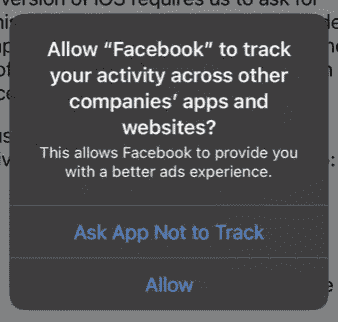 version of iOS requires us to ask for
Allow “Facebook” to track
your activity across other
companies’ apps and
websites?
This allows Facebook to provide you
with a better ads experience.
Ask App Not to Track
Allow